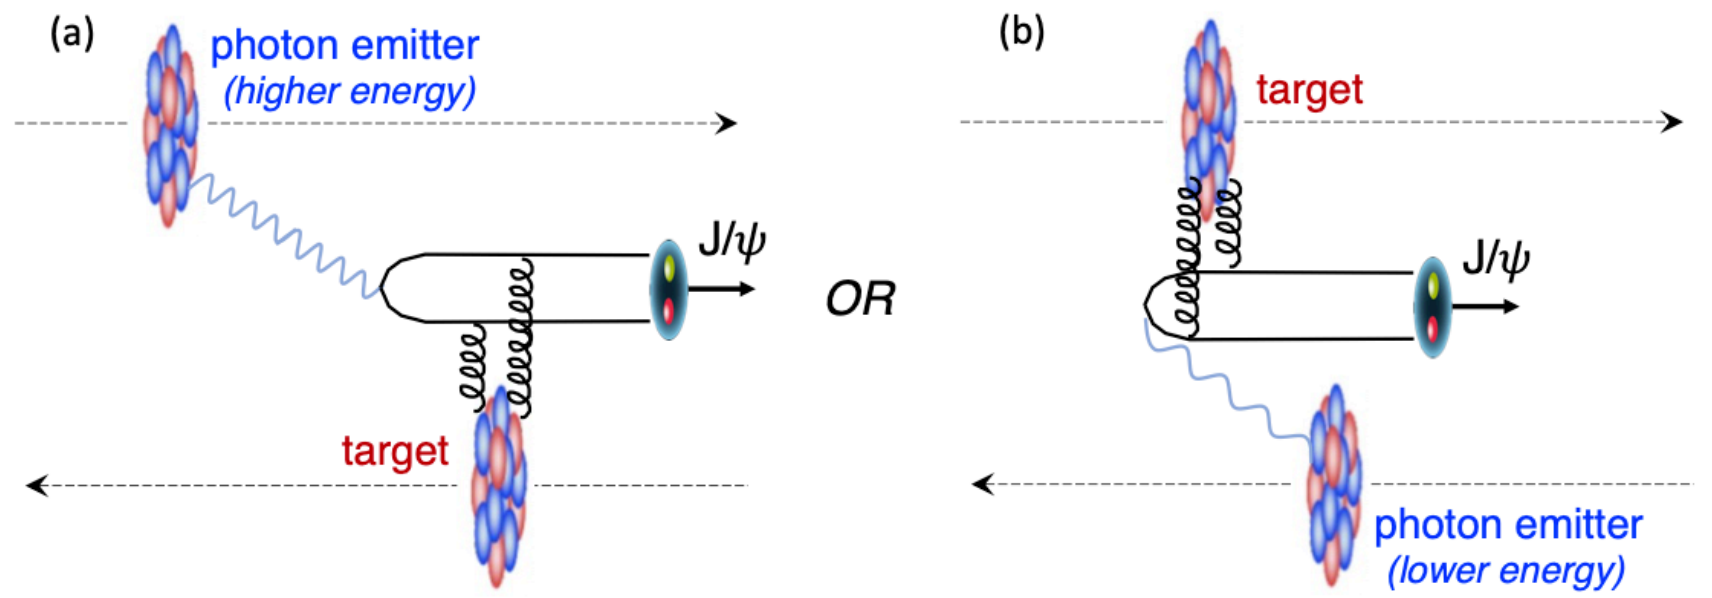 (a)
photon emitter
(higher energy)
J/ψ
target
OR
(b)
target
J/ψ
photon emitter
(lower energy)